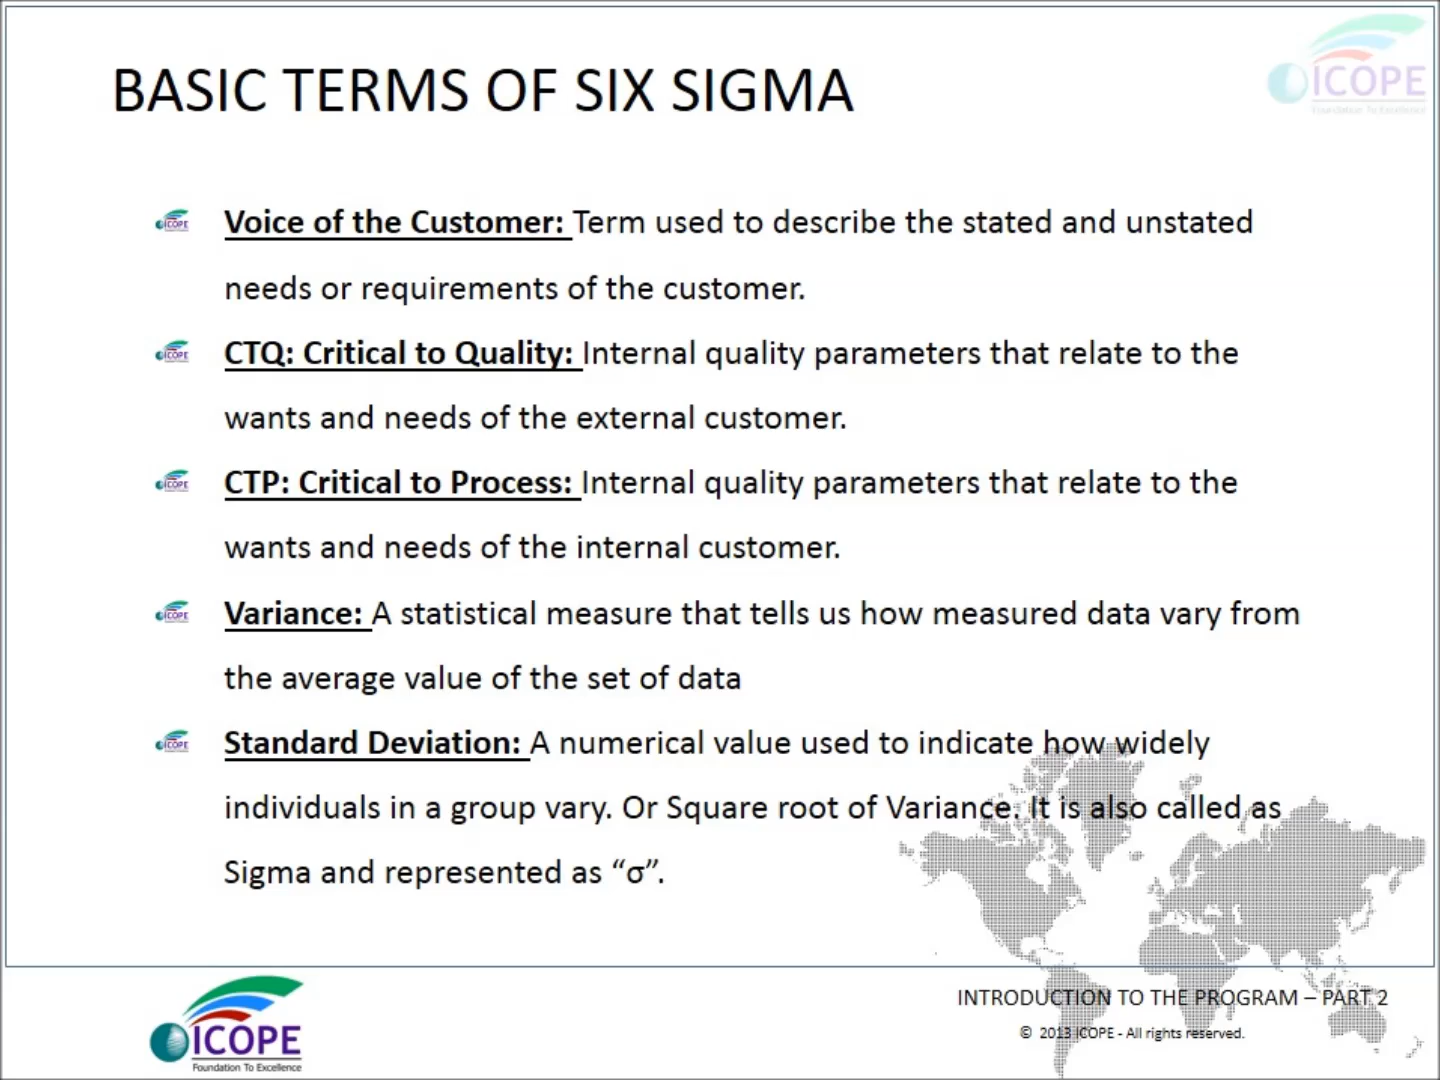 BASIC TERMS OF SIX SIGMA
ICOPE
Foundation To Excellence
Voice of the Customer: Term used to describe the stated and unstated
needs or requirements of the customer.
CTQ: Critical to Quality: Internal quality parameters that relate to the
wants and needs of the external customer.
CTP: Critical to Process: Internal quality parameters that relate to the
wants and needs of the internal customer.
Variance: A statistical measure that tells us how measured data vary from
the average value of the set of data
Standard Deviation: A numerical value used to indicate how widely
individuals in a group vary. Or Square root of Variance. It is also called as
Sigma and represented as “σ”.
ICOPE
Foundation To Excellence
INTRODUCTION TO THE PROGRAM – PART 2
© 2013 ICOPE - All rights reserved.